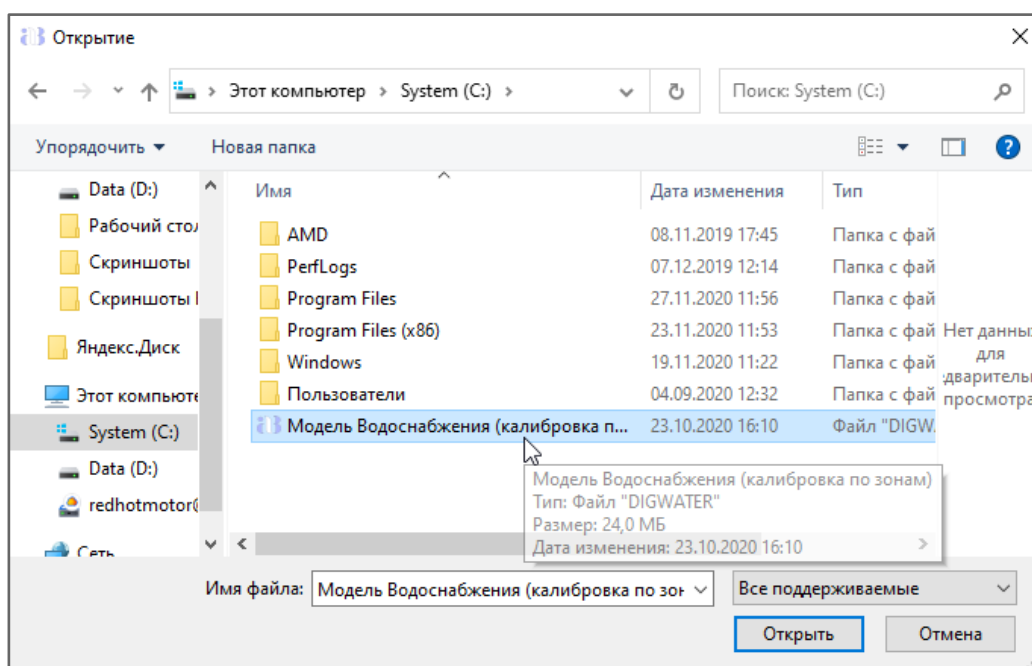 Открытие
Этот компьютер › System (C:) ›
Поиск: System (C:)
Упорядочить
Новая папка
Data (D:)
Рабочий стол
Скриншоты
Скриншоты
Яндекс.Диск
Этот компьюте
System (C:)
Data (D:)
redhotmotor@
Сеть
Имя Дата изменения Тип
AMD 08.11.2019 17:45 Папка с фай
PerfLogs 07.12.2019 12:14 Папка с фай
Program Files 27.11.2020 11:56 Папка с фай
Program Files (x86) 23.11.2020 11:53 Папка с фай
Windows 19.11.2020 11:22 Папка с фай
Пользователи 04.09.2020 12:32 Папка с фай
Модель Водоснабжения (калибровка п... 23.10.2020 16:10 Файл "DIGW
Нет данных
для
дварительн
просмотра
Модель Водоснабжения (калибровка по зонам)
Тип: Файл "DIGWATER"
Размер: 24,0 МБ
Дата изменения: 23.10.2020 16:10
Имя файла: Модель Водоснабжения (калибровка по зон
Все поддерживаемые
Открыть
Отмена